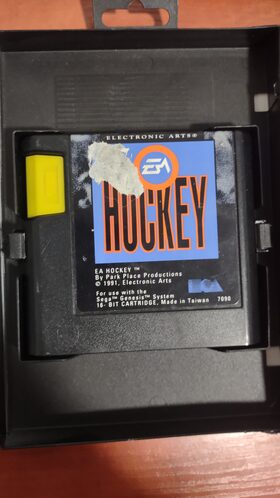 ELECTRONIC ARTS®
EA
HOCKEY
EA HOCKEY™
By Park Place Productions
© 1991, Electronic Arts
For use with the
Sega™ Genesis™ System
16-BIT CARTRIDGE, Made in Taiwan 7090